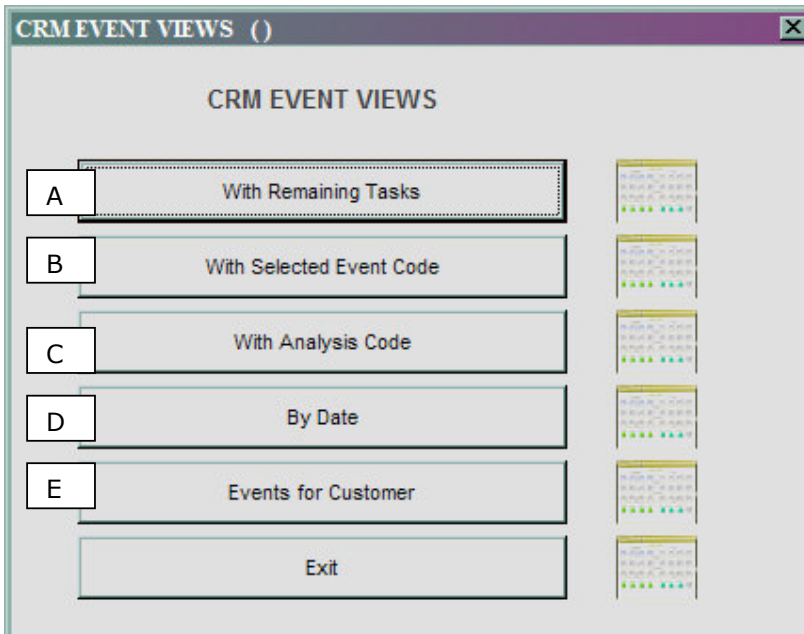 CRM EVENT VIEWS ( )
CRM EVENT VIEWS
A With Remaining Tasks
B With Selected Event Code
C With Analysis Code
D By Date
E Events for Customer
Exit